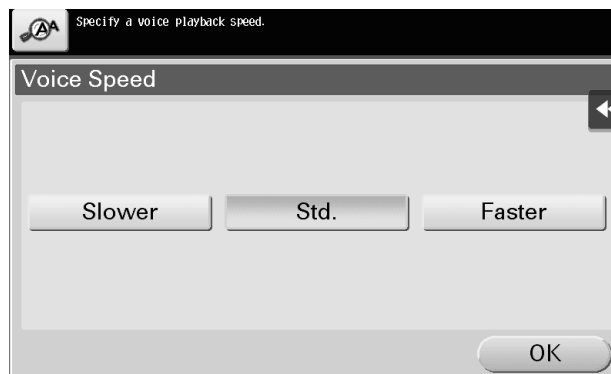 Specify a voice playback speed.
Voice Speed
Slower Std. Faster
OK